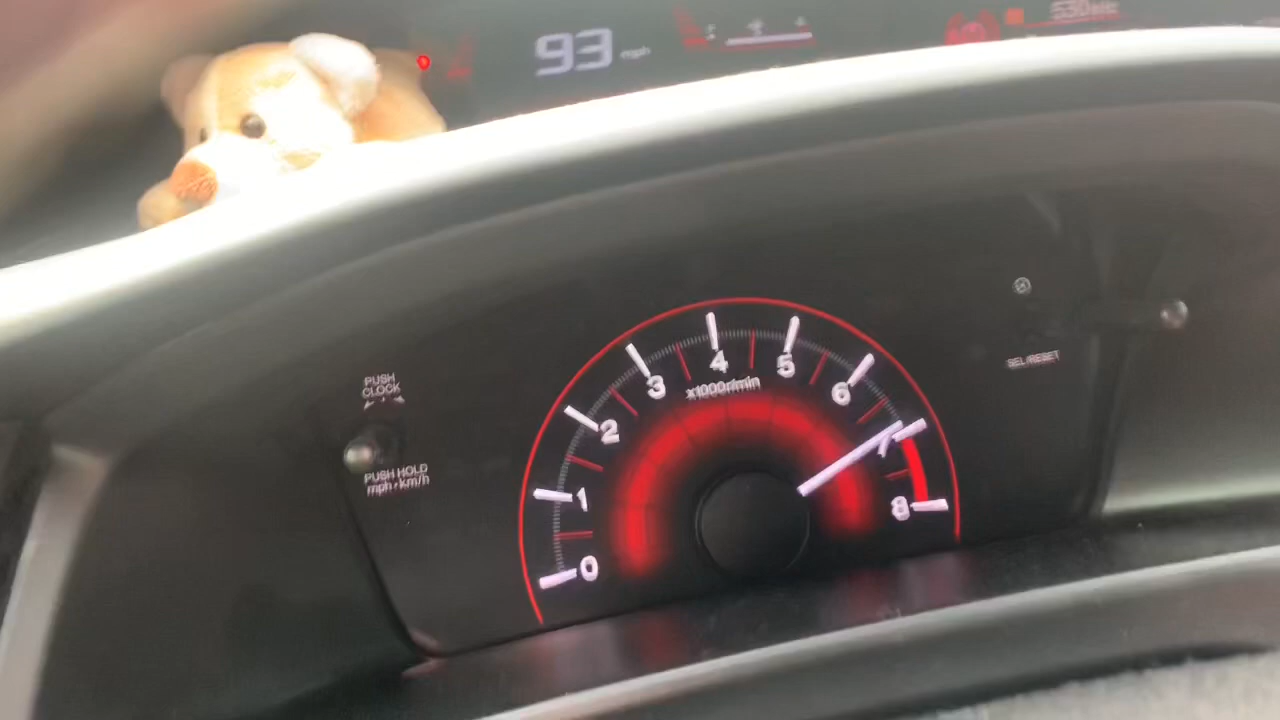 93 mph
PUSH
CLOCK
PUSH HOLD
mph•km/h
0
1
2
3
4
5
6
7
8
x1000r/min
SEL/RESET